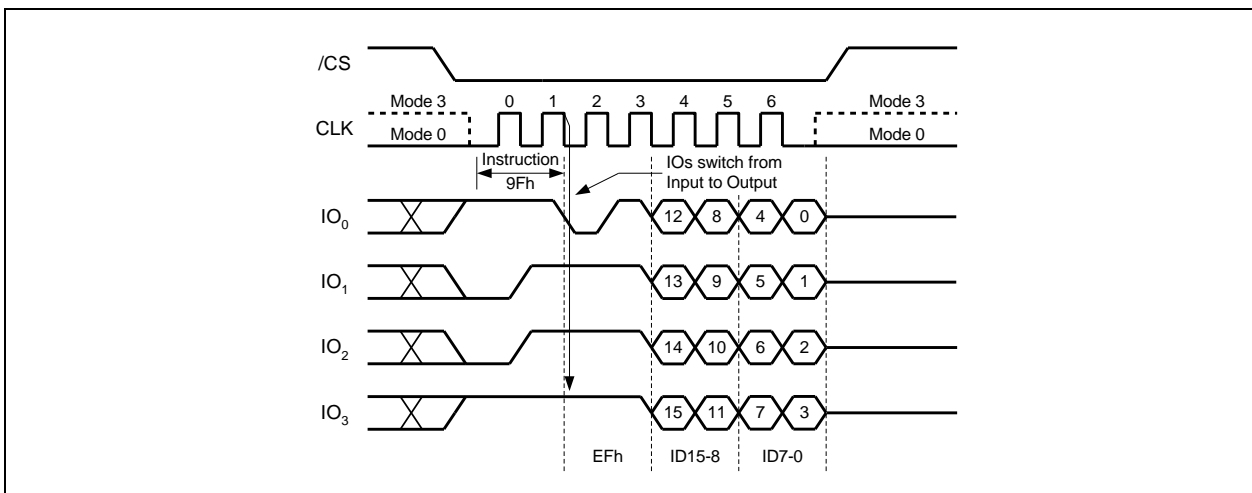 /CS
Mode 3 0 1 2 3 4 5 6 Mode 3
CLK
Mode 0 Mode 0
Instruction IOs switch from
9Fh Input to Output
IO0 12 8 4 0
IO1 13 9 5 1
IO2 14 10 6 2
IO3 15 11 7 3
EFh ID15-8 ID7-0